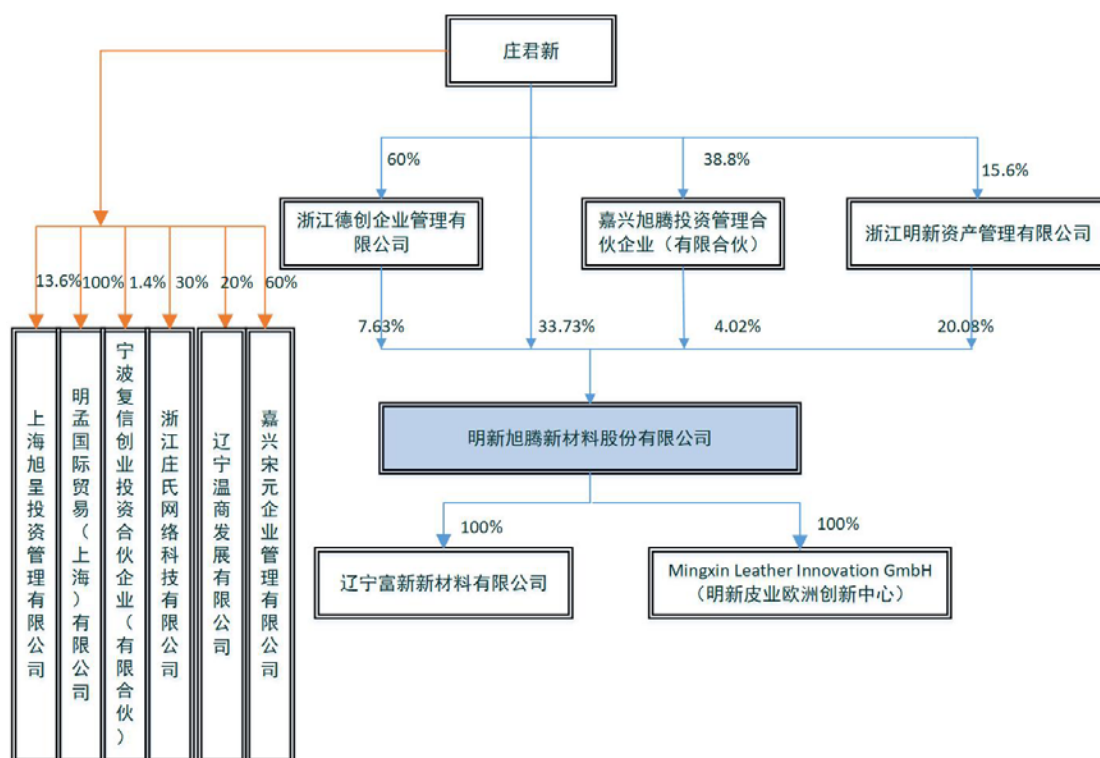 庄君新
60%
38.8%
15.6%
浙江德创企业管理有
限公司
嘉兴旭腾投资管理合
伙企业（有限合伙）
浙江明新资产管理有限公司
13.6%
100%
1.4%
30%
20%
60%
7.63%
33.73%
4.02%
20.08%
上海旭呈投资管理有限公司
明孟国际贸易（上海）有限公司
宁波复信创业投资合伙企业（有限合伙）
浙江庄氏网络科技有限公司
辽宁温商发展有限公司
嘉兴宋元企业管理有限公司
明新旭腾新材料股份有限公司
100%
100%
辽宁富新新材料有限公司
Mingxin Leather Innovation GmbH
（明新皮业欧洲创新中心）